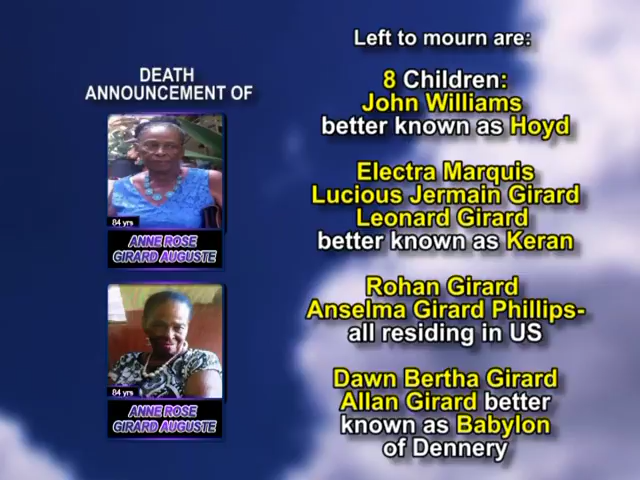 DEATH
ANNOUNCEMENT OF
84 yrs
ANNE ROSE
GIRARD AUGUSTE
84 yrs
ANNE ROSE
GIRARD AUGUSTE
Left to mourn are:
8 Children:
John Williams
better known as Hoyd
Electra Marquis
Lucious Jermain Girard
Leonard Girard
better known as Keran
Rohan Girard
Anselma Girard Phillips-
all residing in US
Dawn Bertha Girard
Allan Girard better
known as Babylon
of Dennery